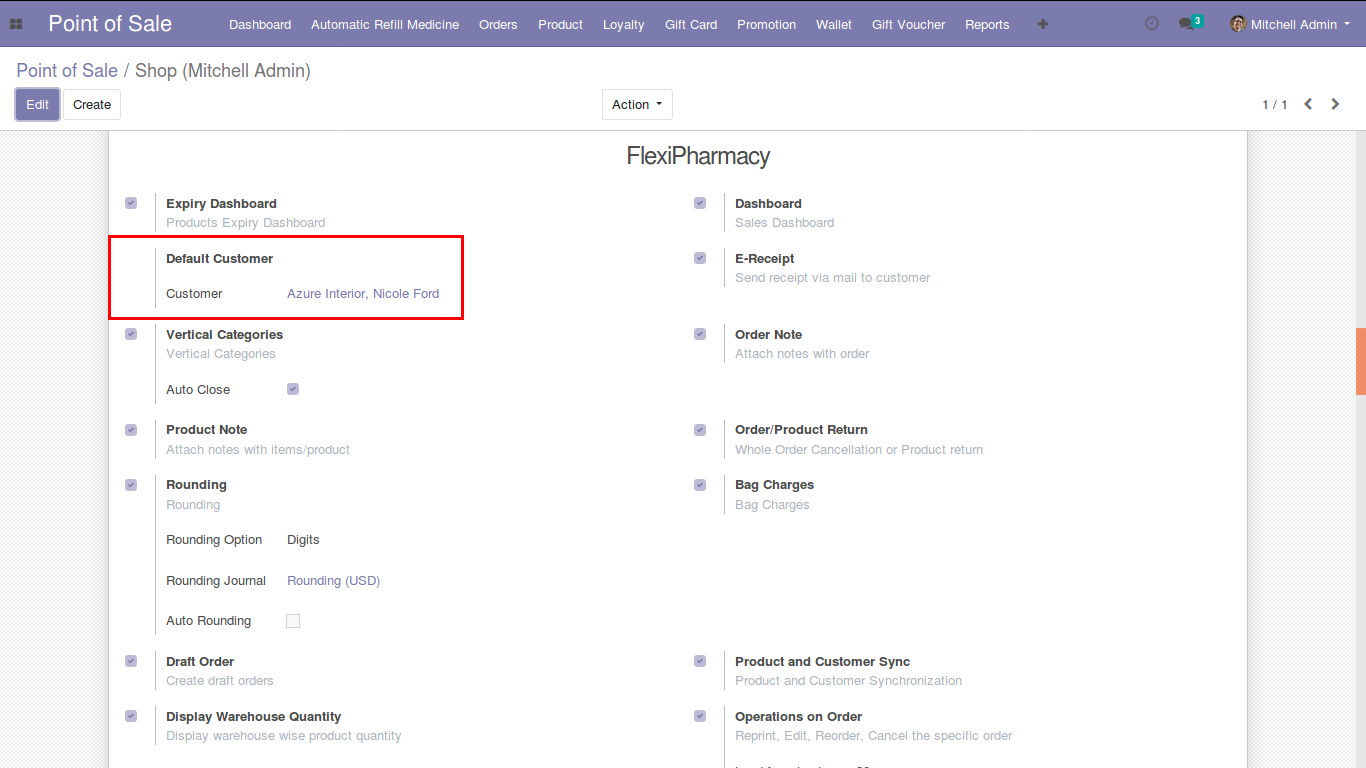 Point of Sale Dashboard Automatic Refill Medicine Orders Product Loyalty Gift Card Promotion Wallet Gift Voucher Reports 3 Mitchell Admin
Point of Sale / Shop (Mitchell Admin)
Edit Create Action 1 / 1
FlexiPharmacy
Expiry Dashboard
Products Expiry Dashboard
Dashboard
Sales Dashboard
Default Customer
Customer Azure Interior, Nicole Ford
E-Receipt
Send receipt via mail to customer
Vertical Categories
Vertical Categories
Auto Close
Order Note
Attach notes with order
Product Note
Attach notes with items/product
Order/Product Return
Whole Order Cancellation or Product return
Rounding
Rounding
Rounding Option Digits
Rounding Journal Rounding (USD)
Auto Rounding
Bag Charges
Bag Charges
Draft Order
Create draft orders
Product and Customer Sync
Product and Customer Synchronization
Display Warehouse Quantity
Display warehouse wise product quantity
Operations on Order
Reprint, Edit, Reorder, Cancel the specific order